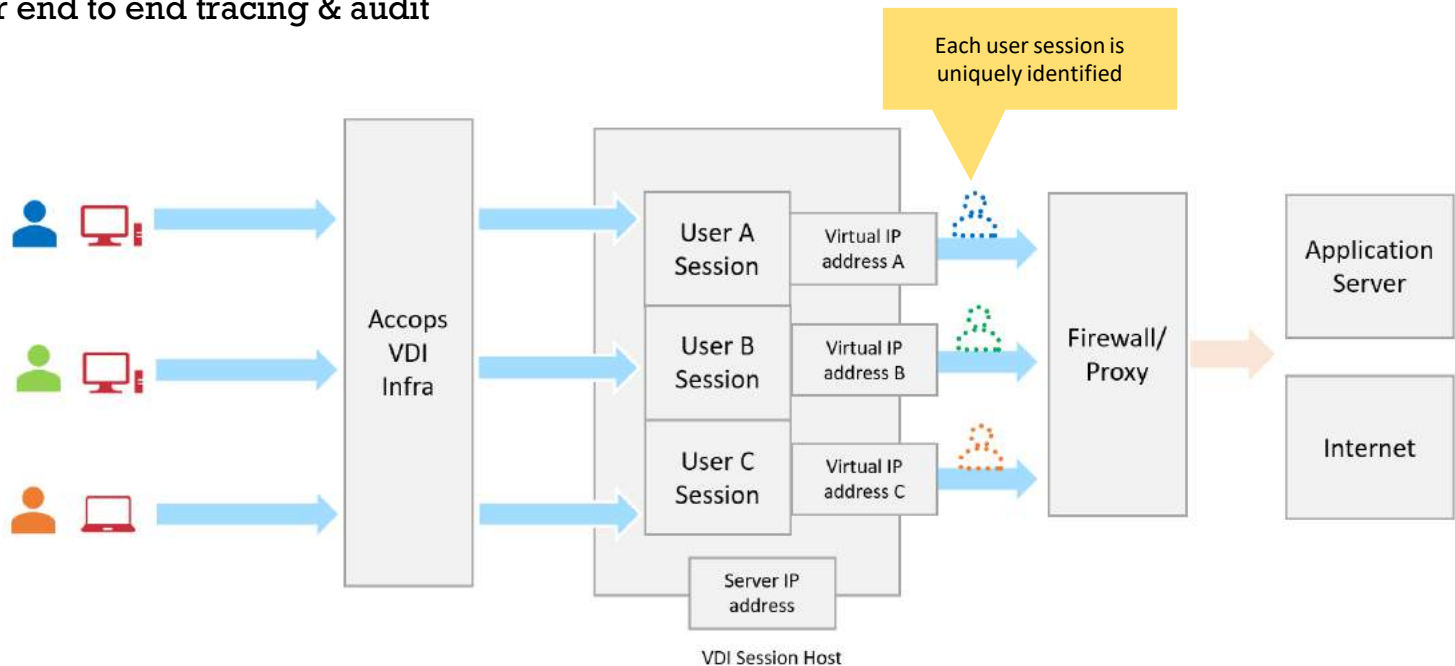 r end to end tracing & audit
Each user session is
uniquely identified
Accops
VDI
Infra
User A
Session
Virtual IP
address A
User B
Session
Virtual IP
address B
User C
Session
Virtual IP
address C
Server IP
address
VDI Session Host
Firewall/
Proxy
Application
Server
Internet